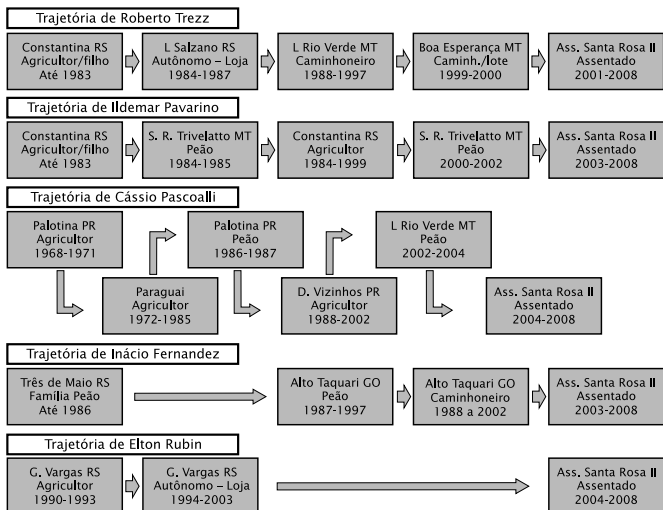 Trajetória de Roberto Trezz
Constantina RS
Agricultor/filho
Até 1983
L Salzano RS
Autônomo – Loja
1984-1987
L Rio Verde MT
Caminhoneiro
1988-1997
Boa Esperança MT
Caminh./lote
1999-2000
Ass. Santa Rosa II
Assentado
2001-2008
Trajetória de Ildemar Pavarino
Constantina RS
Agricultor/filho
Até 1983
S. R. Trivelatto MT
Peão
1984-1985
Constantina RS
Agricultor
1984-1999
S. R. Trivelatto MT
Peão
2000-2002
Ass. Santa Rosa II
Assentado
2003-2008
Trajetória de Cássio Pascoalli
Palotina PR
Agricultor
1968-1971
Paraguai
Agricultor
1972-1985
Palotina PR
Peão
1986-1987
D. Vizinhos PR
Agricultor
1988-2002
L Rio Verde MT
Peão
2002-2004
Ass. Santa Rosa II
Assentado
2004-2008
Trajetória de Inácio Fernandez
Três de Maio RS
Família Peão
Até 1986
Alto Taquari GO
Peão
1987-1997
Alto Taquari GO
Caminhoneiro
1988 a 2002
Ass. Santa Rosa II
Assentado
2003-2008
Trajetória de Elton Rubin
G. Vargas RS
Agricultor
1990-1993
G. Vargas RS
Autônomo – Loja
1994-2003
Ass. Santa Rosa II
Assentado
2004-2008